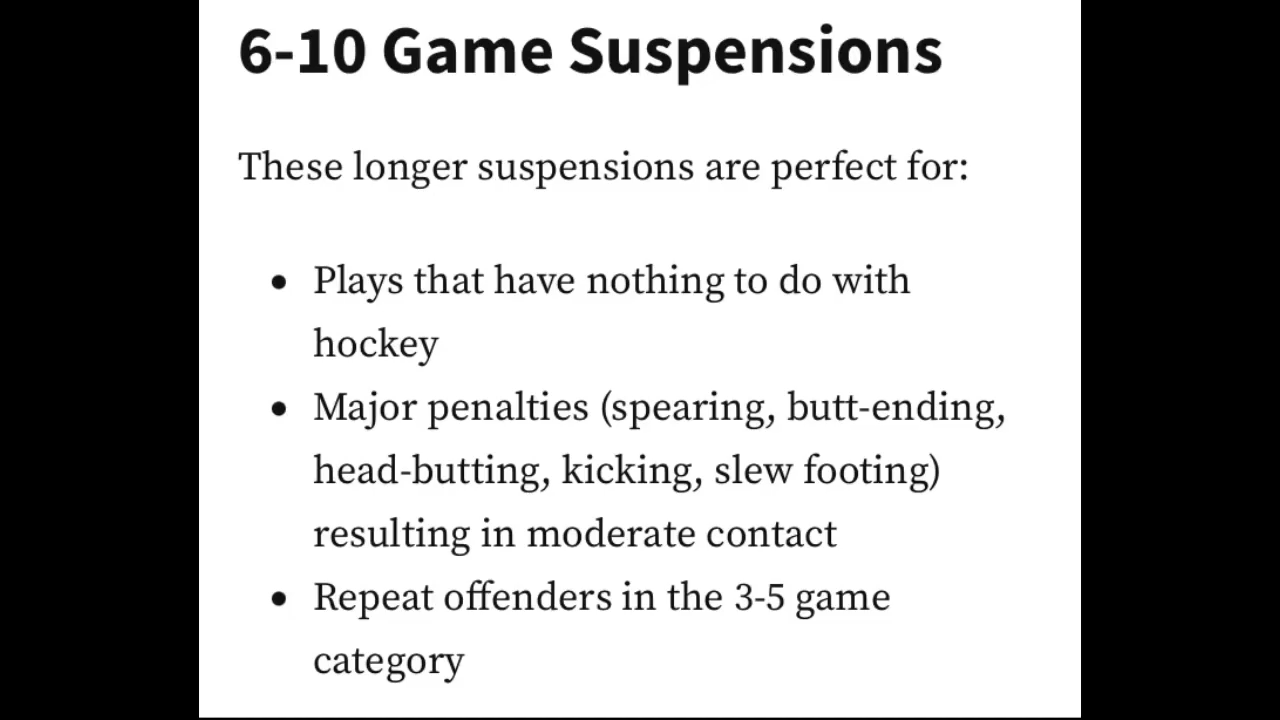 6-10 Game Suspensions
These longer suspensions are perfect for:
• Plays that have nothing to do with
hockey
• Major penalties (spearing, butt-ending,
head-butting, kicking, slew footing)
resulting in moderate contact
• Repeat offenders in the 3-5 game
category